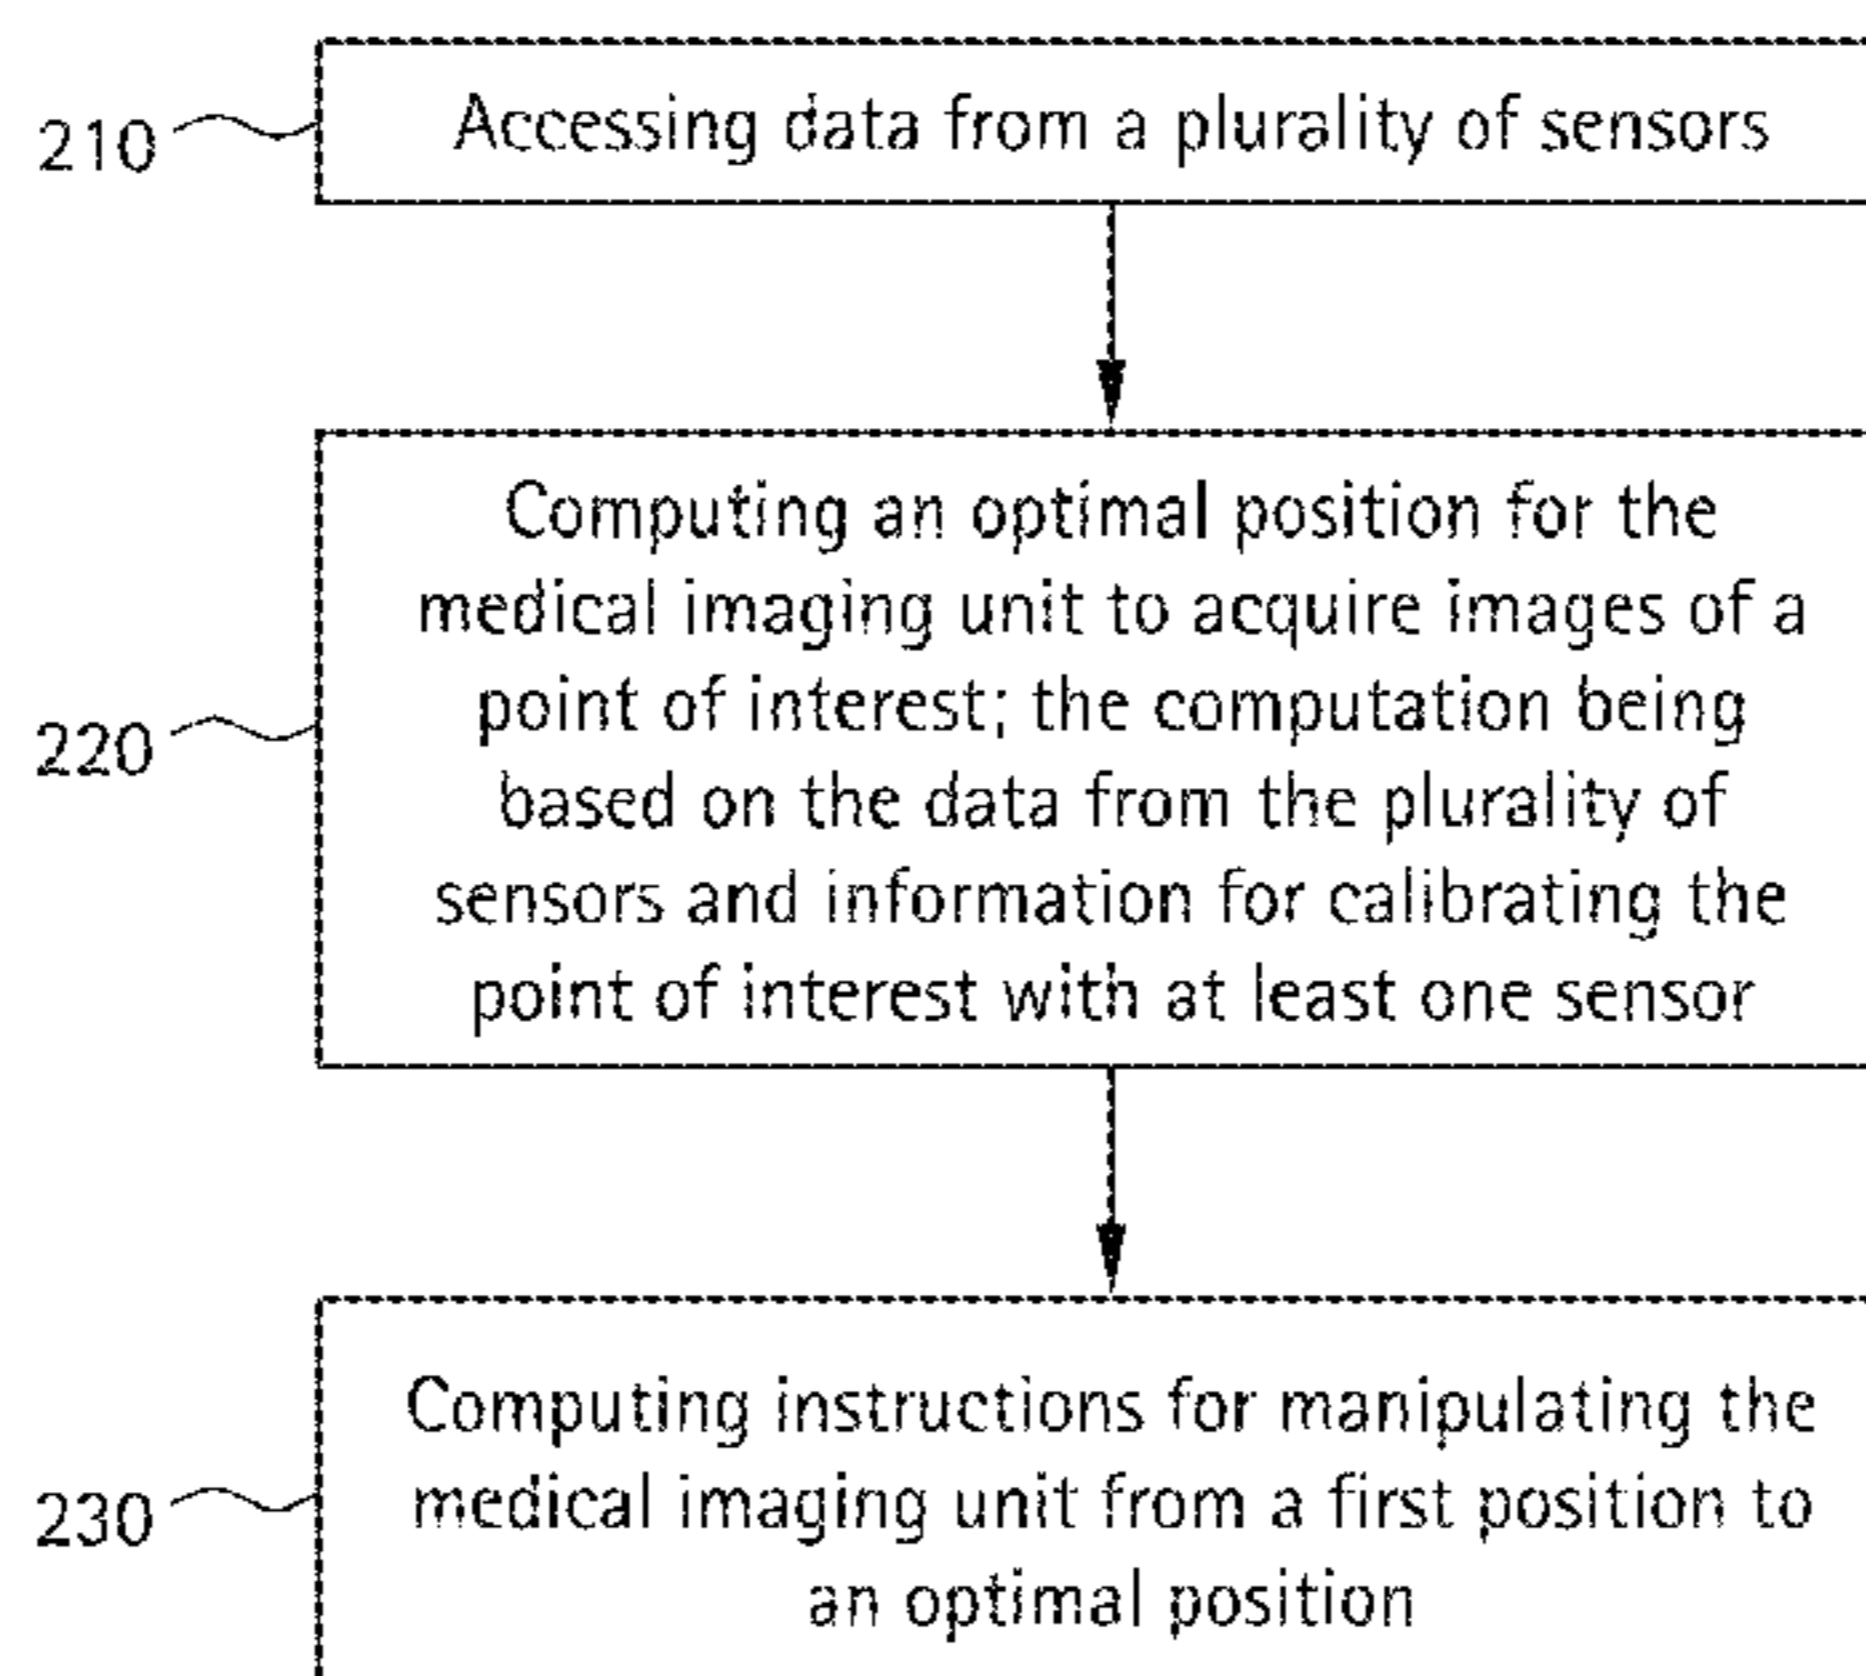 210
Accessing data from a plurality of sensors
Computing an optimal position for the
medical imaging unit to acquire images of a
point of interest; the computation being
220
based on the data from the plurality of
sensors and information for calibrating the
point of interest with at least one sensor
Computing instructions for manipulating the
medical imaging unit from a first position to
230
an optimal position